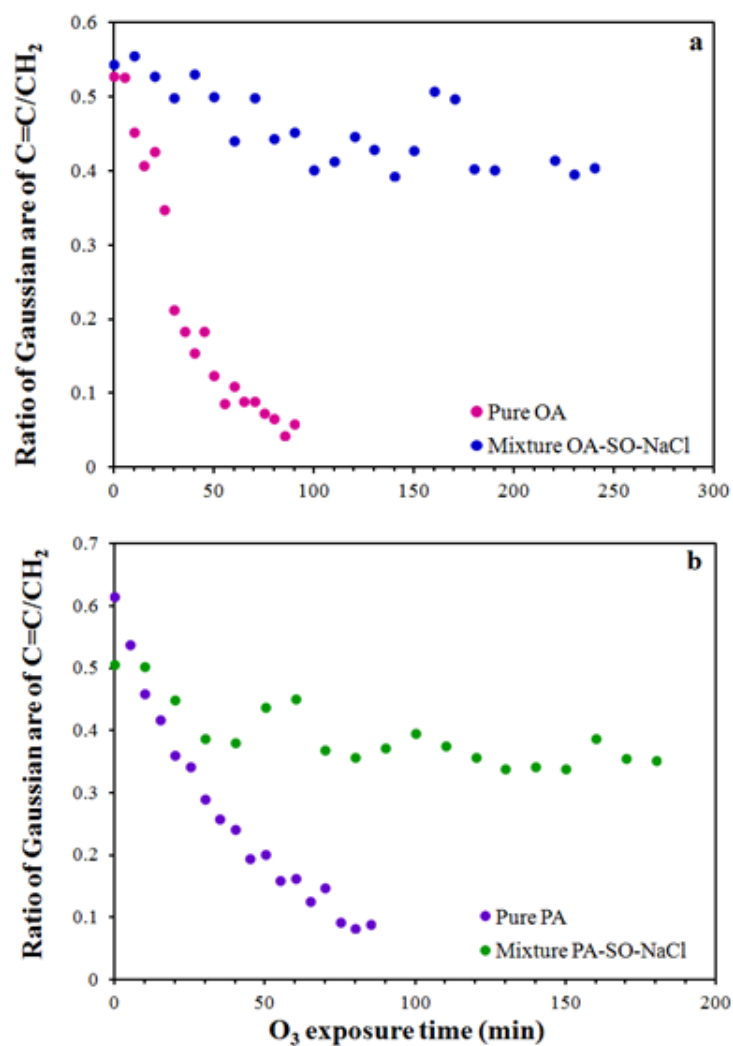 a
Ratio of Gaussian are of C=C/CH₂
0.6
0.5
0.4
0.3
0.2
0.1
0
Pure OA
Mixture OA-SO-NaCl
0 50 100 150 200 250 300
b
Ratio of Gaussian are of C=C/CH₂
0.7
0.6
0.5
0.4
0.3
0.2
0.1
0
Pure PA
Mixture PA-SO-NaCl
0 50 100 150 200
O₃ exposure time (min)